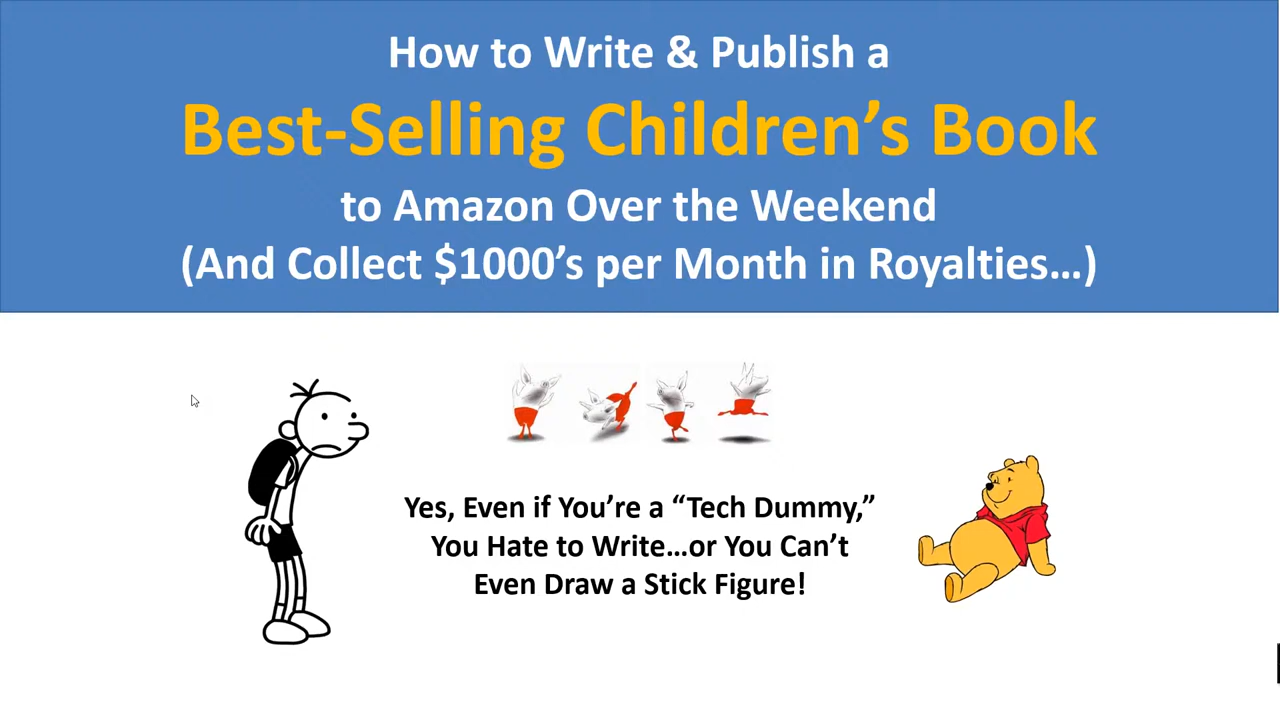 How to Write & Publish a
Best-Selling Children’s Book
to Amazon Over the Weekend
(And Collect $1000’s per Month in Royalties…)
Yes, Even if You’re a “Tech Dummy,”
You Hate to Write…or You Can’t
Even Draw a Stick Figure!